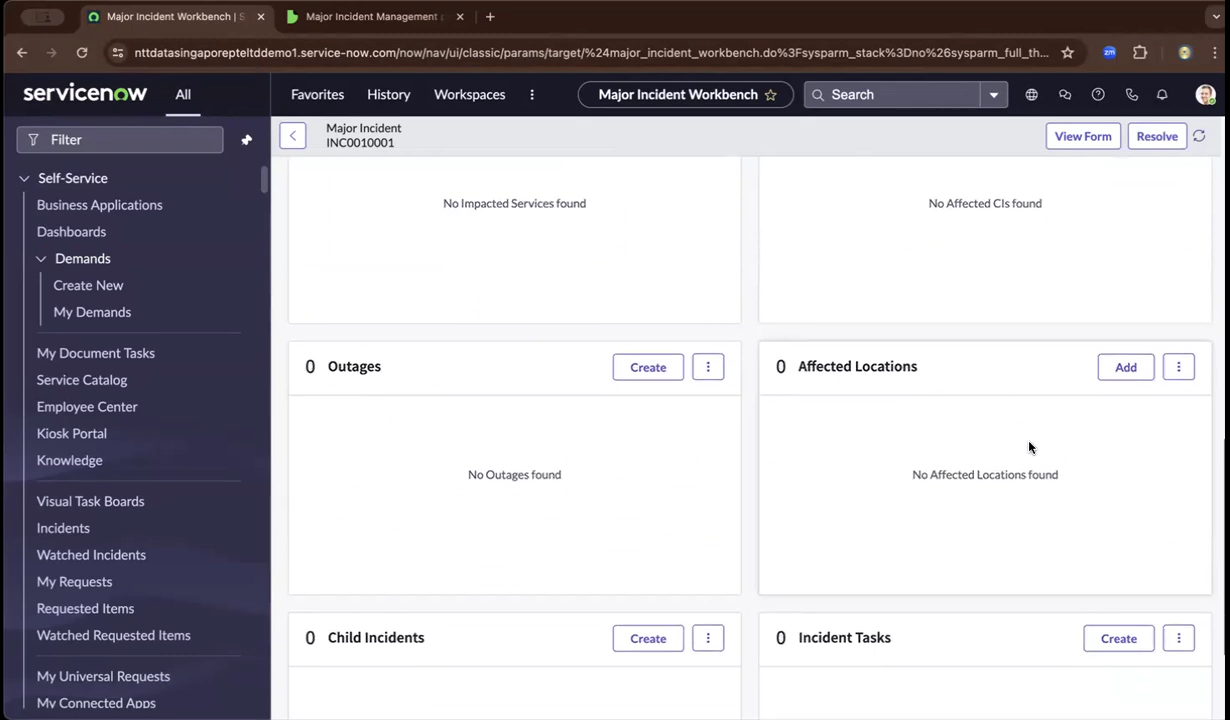 Major Incident Workbench | S
Major Incident Management p
nttdatasingaporepteltddemo1.service-now.com/now/nav/ui/classic/params/target/%24major_incident_workbench.do%3Fsysparm_stack%3Dno%26sysparm_full_th...
servicenow
All
Favorites
History
Workspaces
Major Incident Workbench
Search
Filter
Major Incident
INC0010001
View Form
Resolve
Self-Service
Business Applications
Dashboards
Demands
Create New
My Demands
My Document Tasks
Service Catalog
Employee Center
Kiosk Portal
Knowledge
Visual Task Boards
Incidents
Watched Incidents
My Requests
Requested Items
Watched Requested Items
My Universal Requests
My Connected Apps
No Impacted Services found
No Affected CIs found
0 Outages
Create
0 Affected Locations
Add
No Outages found
No Affected Locations found
0 Child Incidents
Create
0 Incident Tasks
Create